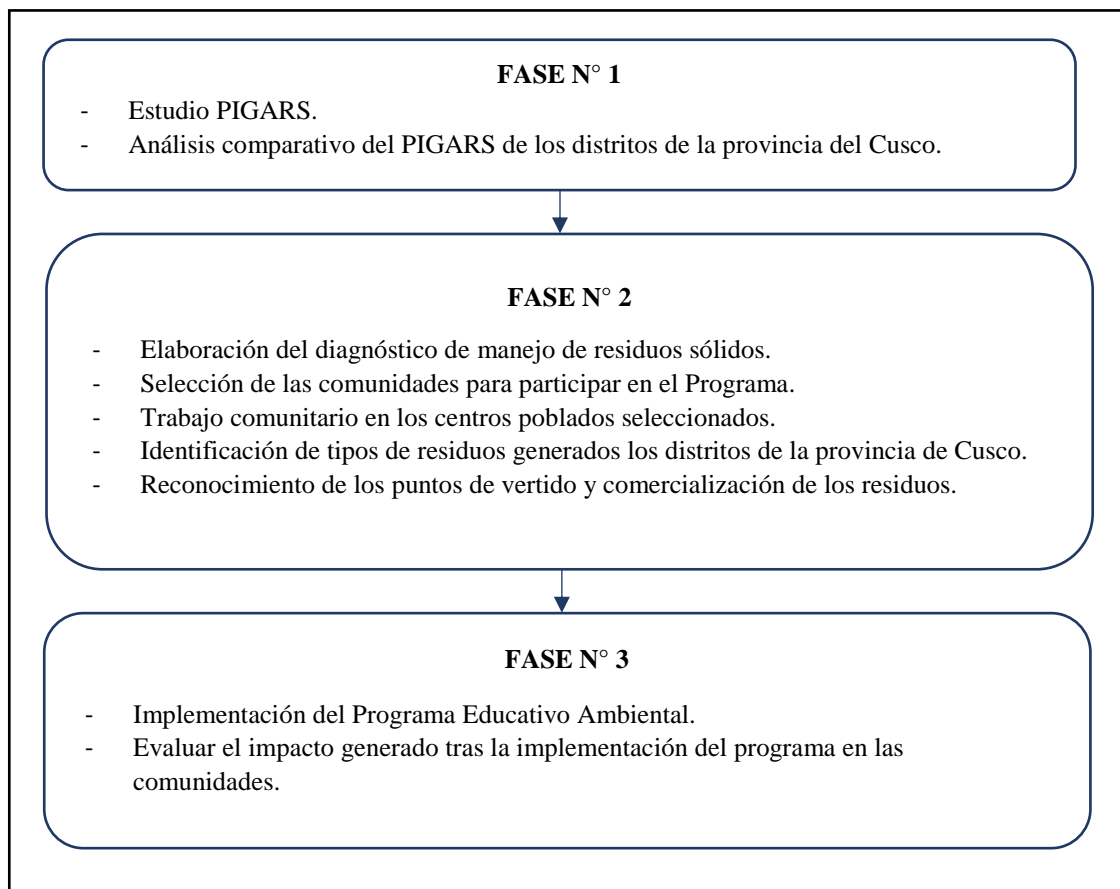 FASE N° 1
- Estudio PIGARS.
- Análisis comparativo del PIGARS de los distritos de la provincia del Cusco.
FASE N° 2
- Elaboración del diagnóstico de manejo de residuos sólidos.
- Selección de las comunidades para participar en el Programa.
- Trabajo comunitario en los centros poblados seleccionados.
- Identificación de tipos de residuos generados los distritos de la provincia de Cusco.
- Reconocimiento de los puntos de vertido y comercialización de los residuos.
FASE N° 3
- Implementación del Programa Educativo Ambiental.
- Evaluar el impacto generado tras la implementación del programa en las
comunidades.